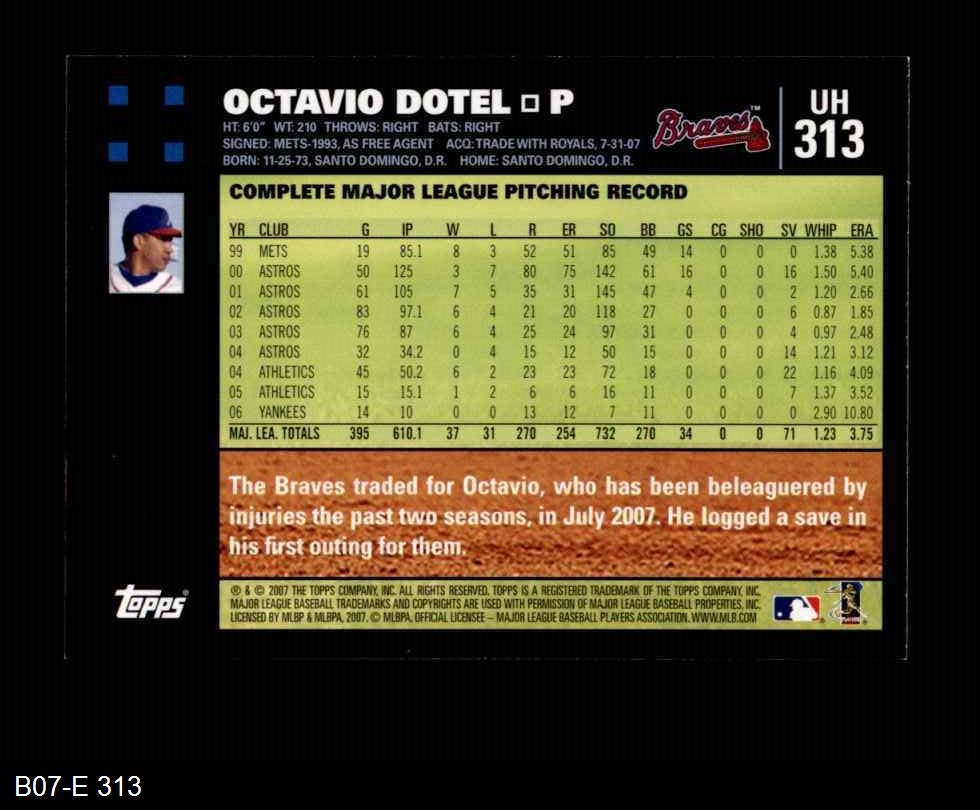 OCTAVIO DOTEL ◻ P
HT: 6'0" WT: 210 THROWS: RIGHT BATS: RIGHT
SIGNED: METS-1993, AS FREE AGENT ACQ: TRADE WITH ROYALS, 7-31-07
BORN: 11-25-73, SANTO DOMINGO, D.R. HOME: SANTO DOMINGO, D.R.
Braves™
UH
313
COMPLETE MAJOR LEAGUE PITCHING RECORD
YR CLUB G IP W L R ER SO BB GS CG SHO SV WHIP ERA
99 METS 19 85.1 8 3 52 51 85 49 14 0 0 0 1.38 5.38
00 ASTROS 50 125 3 7 80 75 142 61 16 0 0 16 1.50 5.40
01 ASTROS 61 105 7 5 35 31 145 47 4 0 0 2 1.20 2.66
02 ASTROS 83 97.1 6 4 21 20 118 27 0 0 0 6 0.87 1.85
03 ASTROS 76 87 6 4 25 24 97 31 0 0 0 4 0.97 2.48
04 ASTROS 32 34.2 0 4 15 12 50 15 0 0 0 14 1.21 3.12
04 ATHLETICS 45 50.2 6 2 23 23 72 18 0 0 0 22 1.16 4.09
05 ATHLETICS 15 15.1 1 2 6 6 16 11 0 0 0 7 1.37 3.52
06 YANKEES 14 10 0 0 13 12 7 11 0 0 0 0 2.90 10.80
MAJ. LEA. TOTALS 395 610.1 37 31 270 254 732 270 34 0 0 71 1.23 3.75
The Braves traded for Octavio, who has been beleaguered by
injuries the past two seasons, in July 2007. He logged a save in
his first outing for them.
Topps®
® & © 2007 THE TOPPS COMPANY, INC. ALL RIGHTS RESERVED. TOPPS IS A REGISTERED TRADEMARK OF THE TOPPS COMPANY, INC.
MAJOR LEAGUE BASEBALL TRADEMARKS AND COPYRIGHTS ARE USED WITH PERMISSION OF MAJOR LEAGUE BASEBALL PROPERTIES, INC.
LICENSED BY MLBP & MLBPA, 2007. © MLBPA. OFFICIAL LICENSEE – MAJOR LEAGUE BASEBALL PLAYERS ASSOCIATION. WWW.MLB.COM
B07-E 313